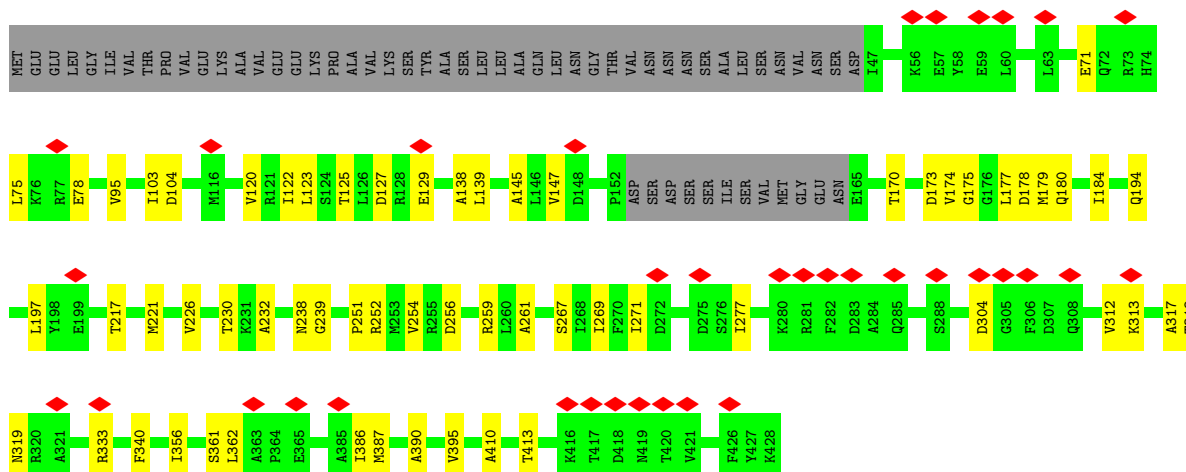 MET GLU GLU LEU GLY ILE VAL THR PRO VAL GLU LYS ALA VAL GLU GLU LYS PRO ALA VAL LYS SER TYR ALA SER LEU LEU ALA GLN LEU ASN GLY THR VAL ASN ASN ASN SER ALA LEU SER ASN VAL ASN SER ASP I47 K56 E57 Y58 E59 L60 L63 E71 Q72 R73 H74
L75 K76 R77 E78 V95 I103 D104 M116 V120 R121 I122 L123 S124 T125 L126 D127 R128 E129 A138 L139 A145 L146 V147 D148 P152 ASP SER ASP SER SER ILE SER VAL MET GLY GLU ASN E165 T170 D173 V174 G175 G176 L177 D178 M179 Q180 I184 Q194
L197 Y198 E199 T217 M221 V226 T230 K231 A232 N238 G239 P251 R252 M253 V254 R255 D256 R259 L260 A261 S267 I268 I269 F270 I271 D272 D275 S276 I277 K280 R281 F282 D283 A284 Q285 S288 D304 G305 F306 D307 Q308 V312 K313 A317
N319 R320 A321 R333 F340 I356 S361 L362 A363 P364 E365 A385 I386 M387 A390 V395 A410 T413 K416 T417 D418 N419 T420 V421 F426 Y427 K428